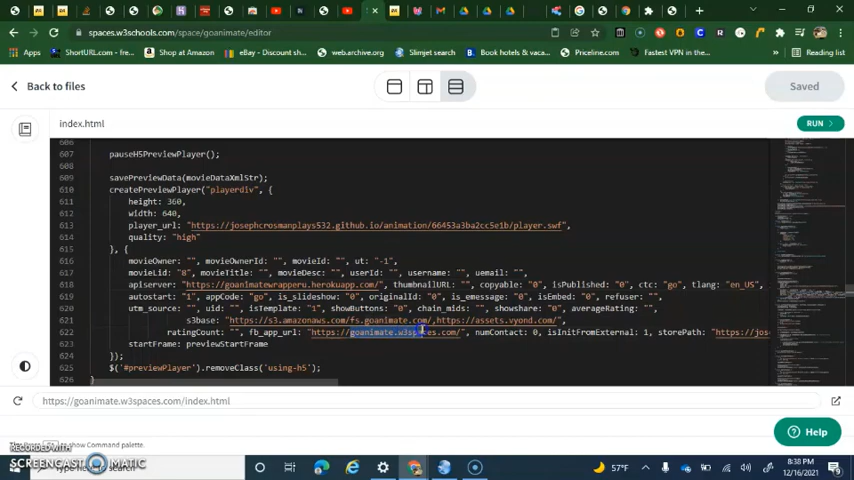 spaces.w3schools.com/space/goanimate/editor
Apps ShortURL.com - fre... Shop at Amazon eBay - Discover tren... web.archive.org Slimjet search Book hotels & vaca... Priceline.com Fastest VPN in the... Reading list
Back to files
Saved
index.html
RUN
606
607 pauseH5PreviewPlayer();
608
609 savePreviewData(movieDataXmlStr);
610 createPreviewPlayer("playerdiv", {
611 height: 360,
612 width: 640,
613 player_url: "https://josephcrosmanplays532.github.io/animation/66453a3ba2cc5e1b/player.swf",
614 quality: "high"
615 }, {
616 movieOwner: "", movieOwnerId: "", movieId: "", ut: "-1",
617 movieLid: "8", movieTitle: "", movieDesc: "", userId: "", username: "", uemail: "",
618 apiserver: "https://goanimatewrapperu.herokuapp.com/", thumbnailURL: "", copyable: "0", isPublished: "0", ctc: "go", tlang: "en_US",
619 autostart: "1", appCode: "go", is_slideshow: "0", originalId: "0", is_emessage: "0", isEmbed: "0", refuser: "",
620 utm_source: "", uid: "", isTemplate: "1", showButtons: "0", chain_mids: "", showshare: "0", averageRating: "",
621 s3base: "https://s3.amazonaws.com/fs.goanimate.com/,https://assets.vyond.com/",
622 ratingCount: "", fb_app_url: "https://goanimate.w3spaces.com/", numContact: 0, isInitFromExternal: 1, storePath: "https://jos
623 startFrame: previewStartFrame
624 });
625 $('#previewPlayer').removeClass('using-h5');
626 }
https://goanimate.w3spaces.com/index.html
to show Command palette.
Help
RECORDED WITH
SCREENCAST MATIC
57°F
8:38 PM
12/16/2021